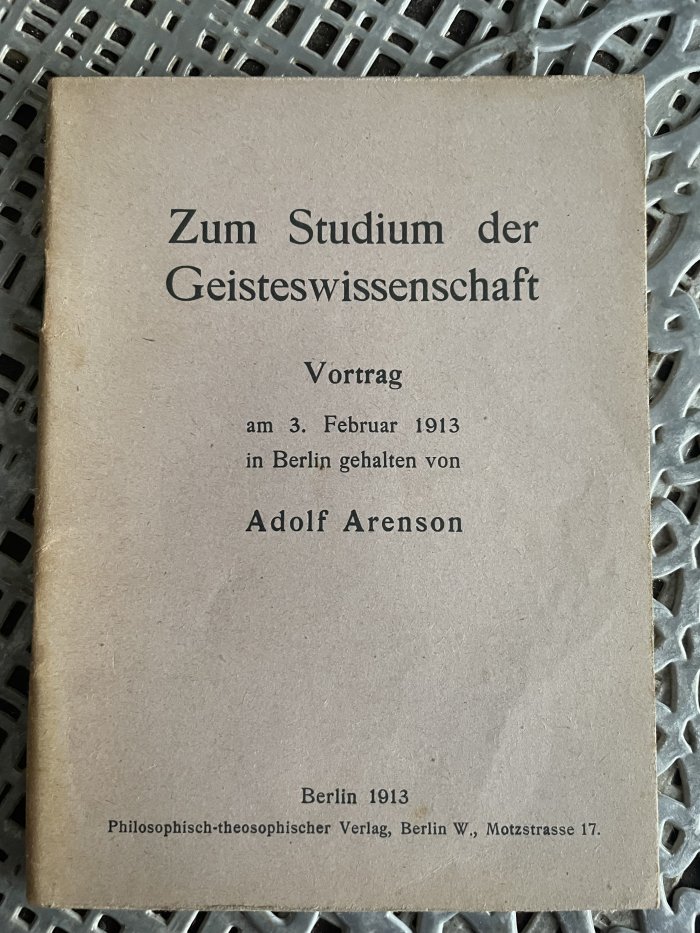 Zum Studium der
Geisteswissenschaft
Vortrag
am 3. Februar 1913
in Berlin gehalten von
Adolf Arenson
Berlin 1913
Philosophisch-theosophischer Verlag, Berlin W., Motzstrasse 17.